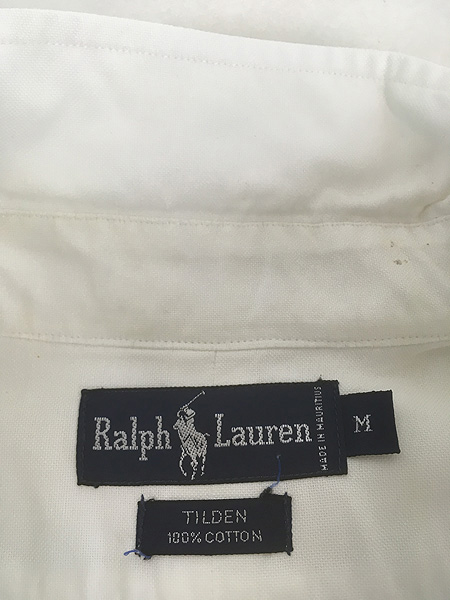 Ralph Lauren
MADE IN MAURITIUS
M
TILDEN
100% COTTON